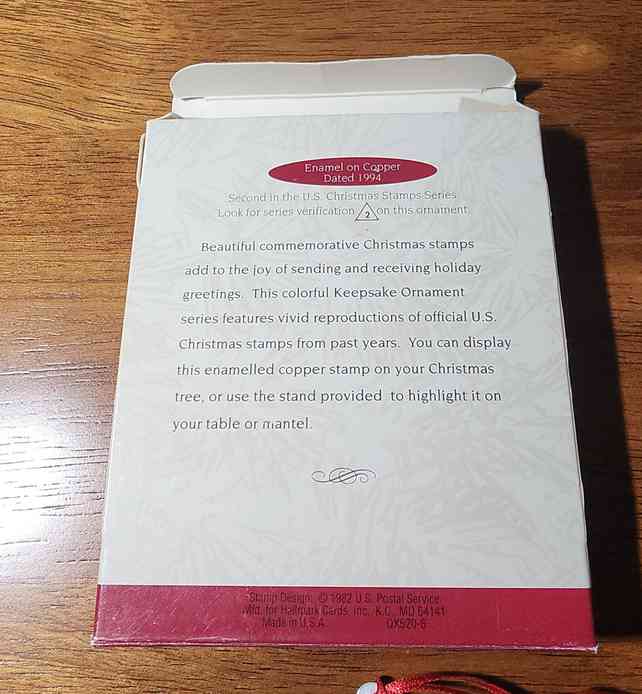 Enamel on Copper
Dated 1994
Second in the U.S. Christmas Stamps Series
Look for series verification 2 on this ornament
Beautiful commemorative Christmas stamps
add to the joy of sending and receiving holiday
greetings. This colorful Keepsake Ornament
series features vivid reproductions of official U.S.
Christmas stamps from past years. You can display
this enamelled copper stamp on your Christmas
tree, or use the stand provided to highlight it on
your table or mantel.
Stamp Design: © 1982 U.S. Postal Service
Mfd. for Hallmark Cards, Inc., K.C., MO 64141
Made in U.S.A. QX520-6